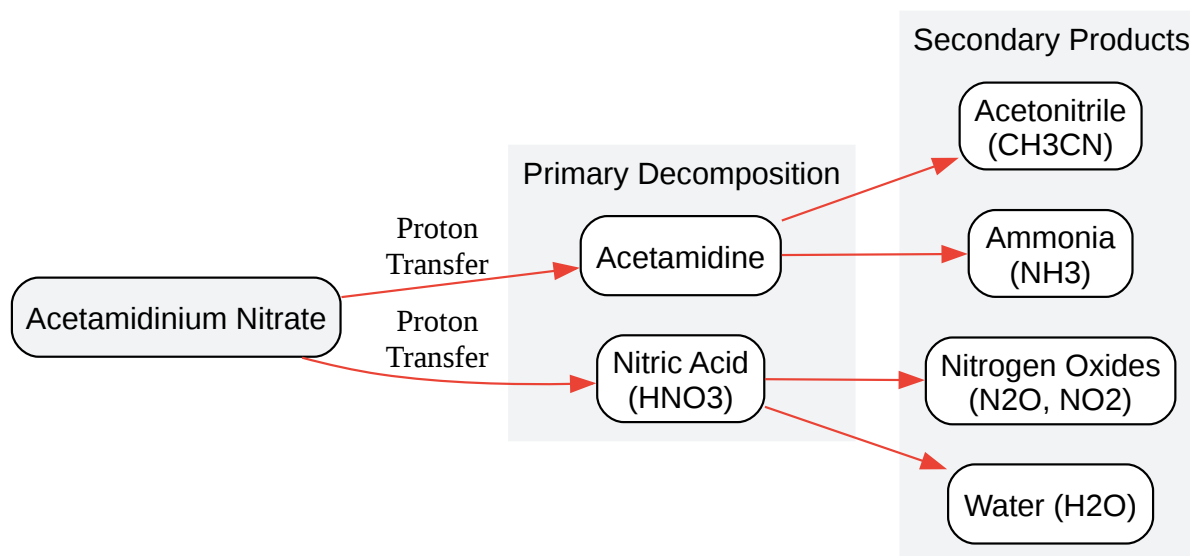 Secondary Products
Acetonitrile
(CH3CN)
Primary Decomposition
Proton
Transfer
Acetamidine
Ammonia
(NH3)
Acetamidinium Nitrate
Proton
Transfer
Nitric Acid
(HNO3)
Nitrogen Oxides
(N2O, NO2)
Water (H2O)